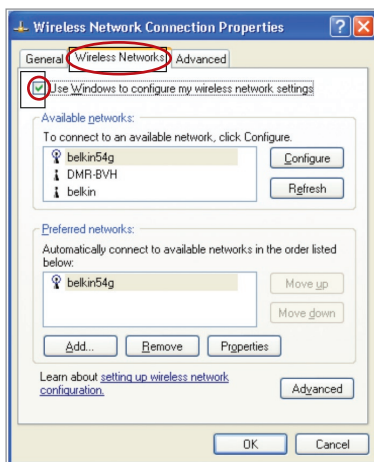 Wireless Network Connection Properties
General Wireless Networks Advanced
Use Windows to configure my wireless network settings
Available networks:
To connect to an available network, click Configure.
belkin54g
Configure
DMR-BVH
belkin
Refresh
Preferred networks:
Automatically connect to available networks in the order listed
below:
belkin54g
Move up
Move down
Add... Remove Properties
Learn about setting up wireless network
configuration.
Advanced
OK Cancel